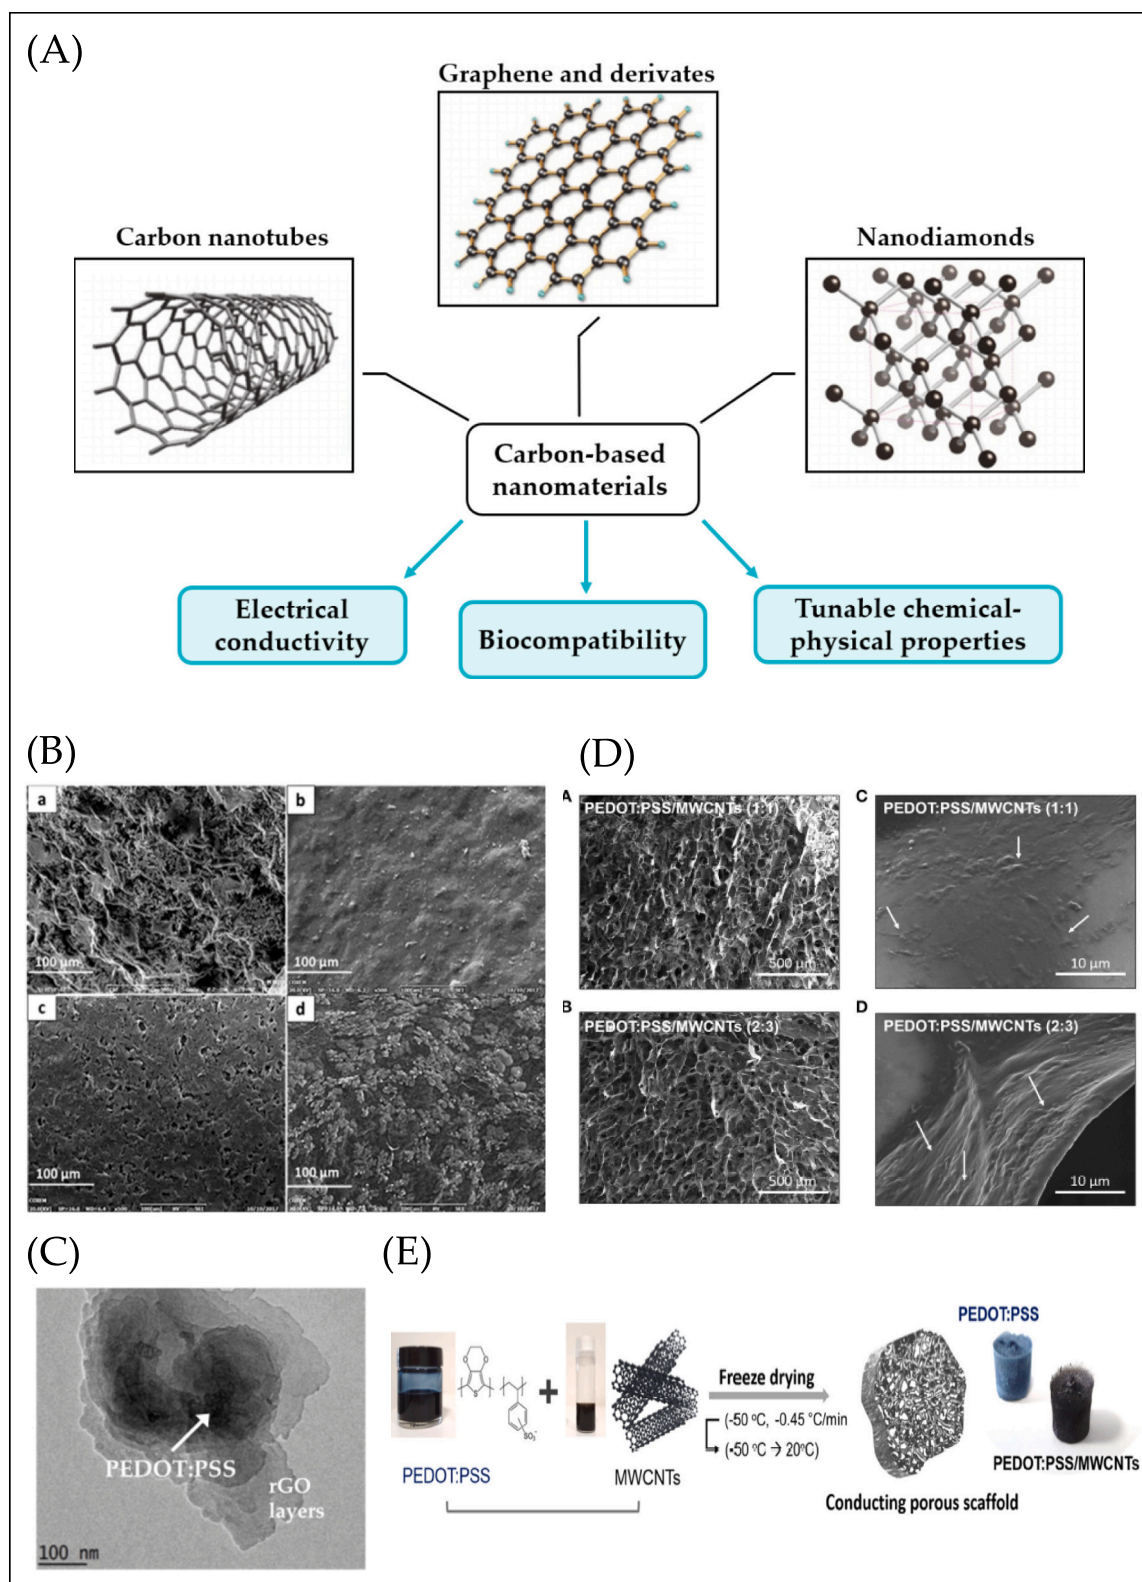 (A)
Graphene and derivates
Carbon nanotubes
Nanodiamonds
Carbon-based
nanomaterials
Electrical
conductivity
Biocompatibility
Tunable chemical-
physical properties
(B)
a
100 µm
b
100 µm
c
100 µm
d
100 µm
(D)
A
PEDOT:PSS/MWCNTs (1:1)
500 µm
C
PEDOT:PSS/MWCNTs (1:1)
10 µm
B
PEDOT:PSS/MWCNTs (2:3)
500 µm
D
PEDOT:PSS/MWCNTs (2:3)
10 µm
(C)
PEDOT:PSS
rGO
layers
100 nm
(E)
PEDOT:PSS
MWCNTs
Freeze drying
(-50 °C, -0.45 °C/min
(-50 °C → 20°C)
PEDOT:PSS
PEDOT:PSS/MWCNTs
Conducting porous scaffold